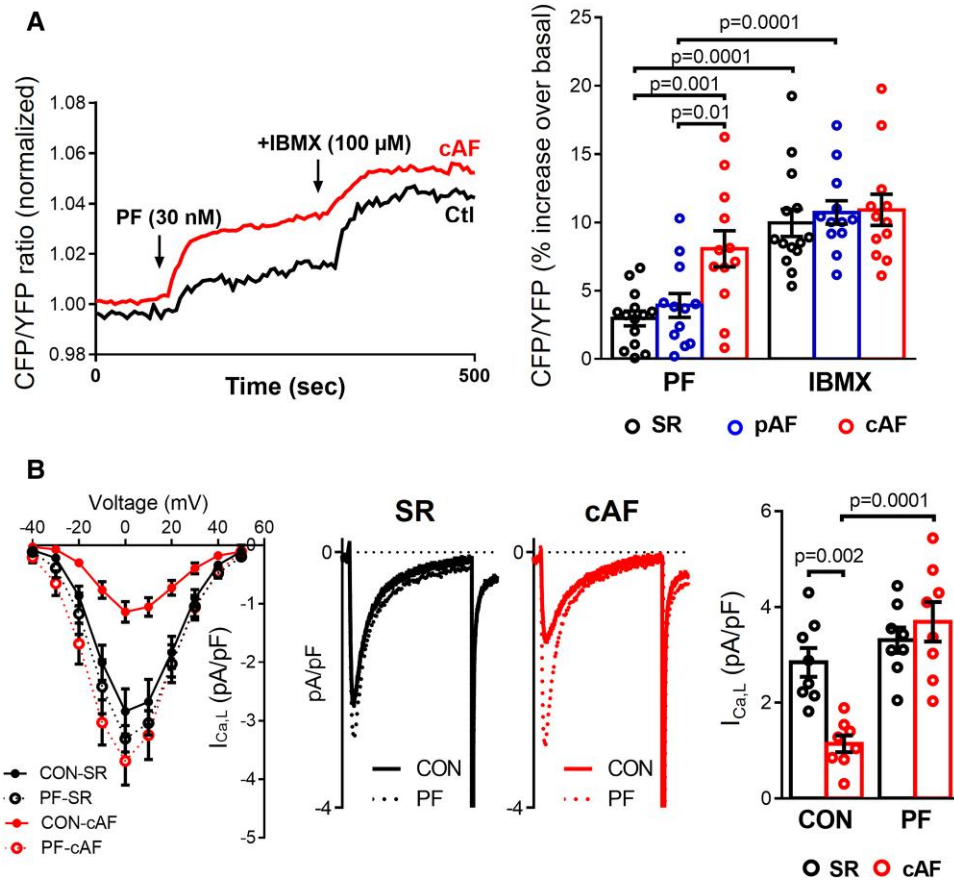 A
CFP/YFP ratio (normalized)
1.08
1.06
1.04
1.02
1.00
0.98
PF (30 nM)
+IBMX (100 µM)
cAF
Ctl
0
Time (sec)
500
CFP/YFP (% increase over basal)
25
20
15
10
5
0
p=0.0001
p=0.0001
p=0.001
p=0.01
PF
IBMX
SR
pAF
cAF
B
Voltage (mV)
-40 -20 0 20 40 60
0
-1
-2
-3
-4
-5
ICa,L (pA/pF)
CON-SR
PF-SR
CON-cAF
PF-cAF
SR
0
pA/pF
-4
CON
PF
cAF
0
-4
CON
PF
ICa,L (pA/pF)
6
4
2
0
p=0.0001
p=0.002
CON
PF
SR
cAF